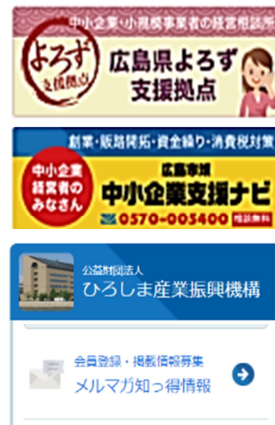 中小企業・小規模事業者の経営相談所
よろず
支援拠点
広島県よろず
支援拠点
創業・販路開拓・資金繰り・消費税対策
中小企業
経営者の
みなさん
広島市域
中小企業支援ナビ
0570-005400 相談無料
公益財団法人
ひろしま産業振興機構
会員登録・掲載情報募集
メルマガ知っ得情報